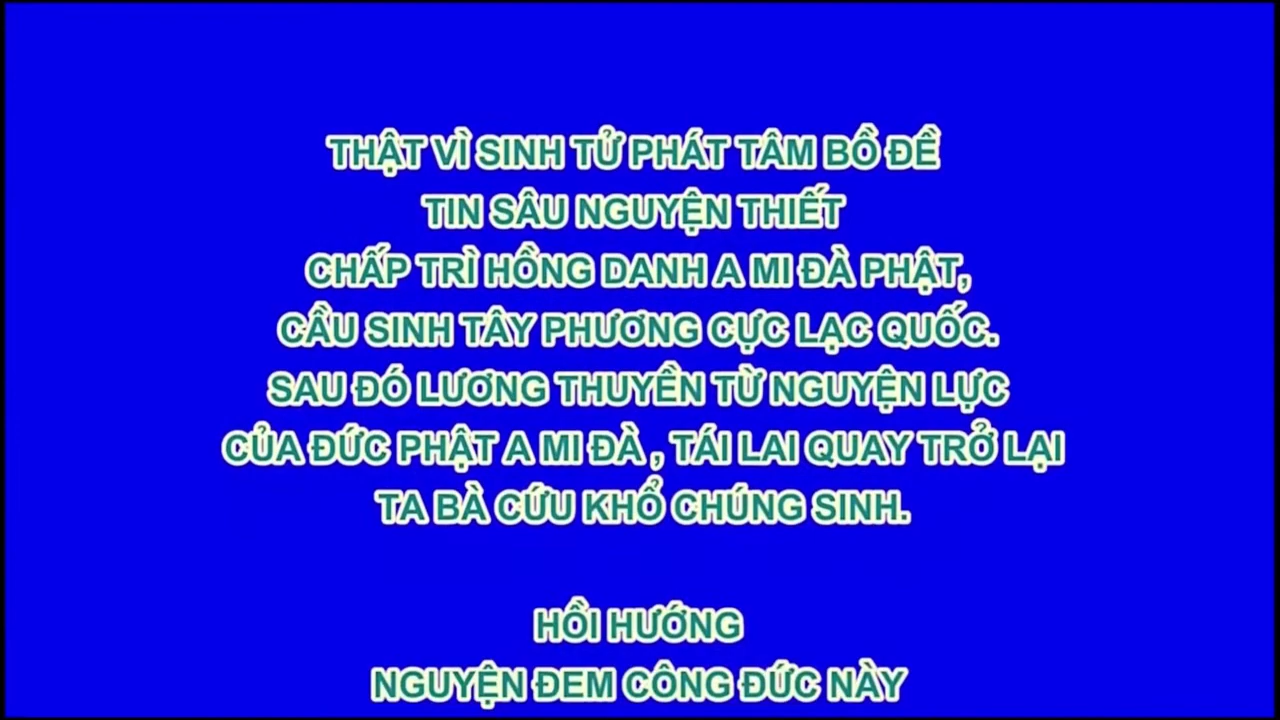 THẬT VÌ SINH TỬ PHÁT TÂM BỒ ĐỀ
TIN SÂU NGUYỆN THIẾT
CHẤP TRÌ HỒNG DANH A MI ĐÀ PHẬT,
CẦU SINH TÂY PHƯƠNG CỰC LẠC QUỐC.
SAU ĐÓ LƯƠNG THUYỀN TỪ NGUYỆN LỰC
CỦA ĐỨC PHẬT A MI ĐÀ , TÁI LAI QUAY TRỞ LẠI
TA BÀ CỨU KHỔ CHÚNG SINH.
HỒI HƯỚNG
NGUYỆN ĐEM CÔNG ĐỨC NÀY